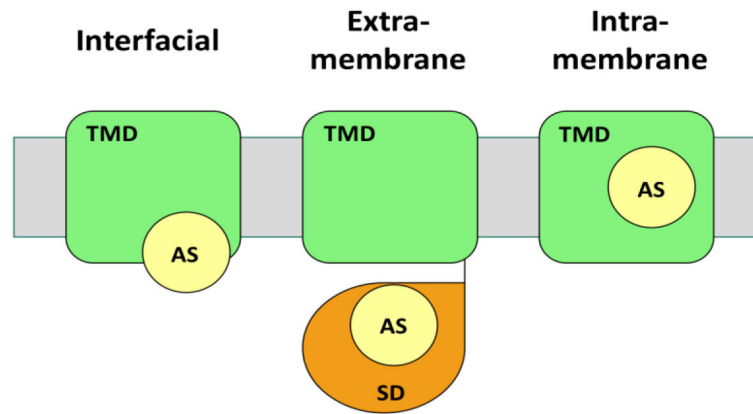 Interfacial
Extra-
membrane
Intra-
membrane
TMD
TMD
TMD
AS
AS
AS
SD